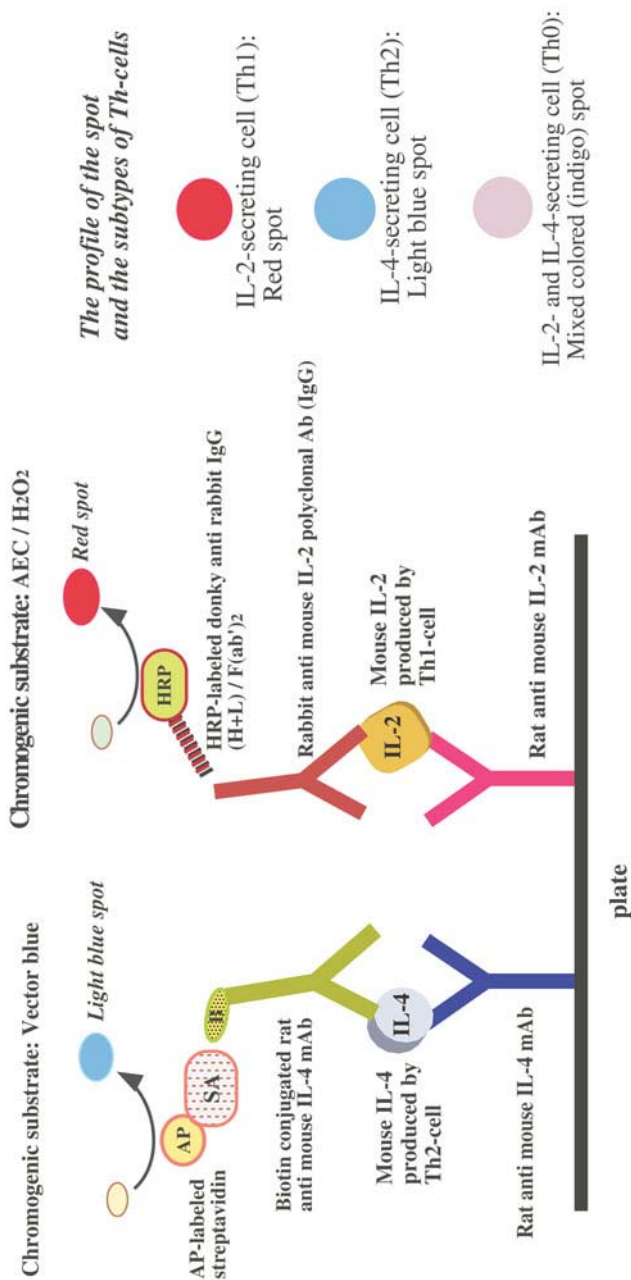 Chromogenic substrate: Vector blue
Light blue spot
AP
SA
B
AP-labeled
streptavidin
Biotin conjugated rat
anti mouse IL-4 mAb
Mouse IL-4
produced by
Th2-cell
IL-4
Rat anti mouse IL-4 mAb
Chromogenic substrate: AEC / H2O2
Red spot
HRP
HRP-labeled donky anti rabbit IgG
(H+L) / F(ab')2
Rabbit anti mouse IL-2 polyclonal Ab (IgG)
Mouse IL-2
produced by
Th1-cell
IL-2
Rat anti mouse IL-2 mAb
plate
The profile of the spot
and the subtypes of Th-cells
IL-2-secreting cell (Th1):
Red spot
IL-4-secreting cell (Th2):
Light blue spot
IL-2- and IL-4-secreting cell (Th0):
Mixed colored (indigo) spot